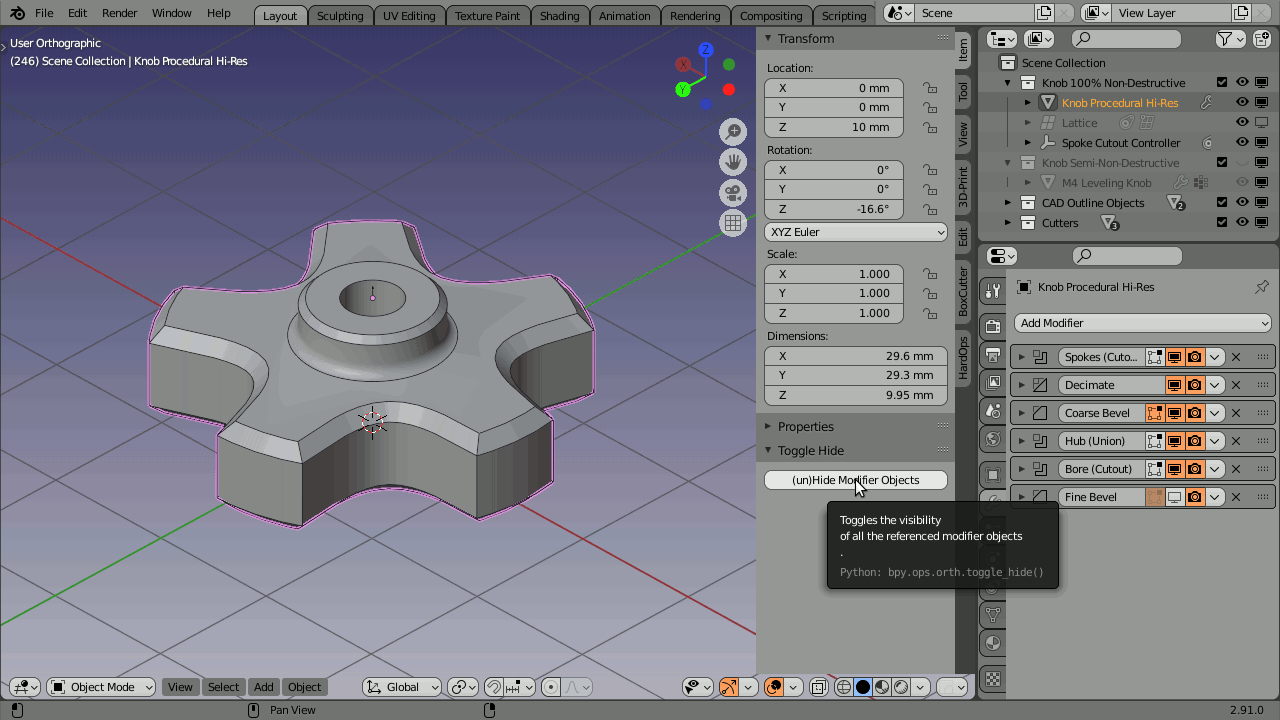 File Edit Render Window Help Layout Sculpting UV Editing Texture Paint Shading Animation Rendering Compositing Scripting Scene View Layer
User Orthographic
(246) Scene Collection | Knob Procedural Hi-Res
Z
X
Y
Transform
Location:
X 0 mm
Y 0 mm
Z 10 mm
Rotation:
X 0°
Y 0°
Z -16.6°
XYZ Euler
Scale:
X 1.000
Y 1.000
Z 1.000
Dimensions:
X 29.6 mm
Y 29.3 mm
Z 9.95 mm
Properties
Toggle Hide
(un)Hide Modifier Objects
Toggles the visibility
of all the referenced modifier objects
.
Python: bpy.ops.orth.toggle_hide()
Item
Tool
View
3D-Print
Edit
BoxCutter
HardOps
Scene Collection
Knob 100% Non-Destructive
Knob Procedural Hi-Res
Lattice
Spoke Cutout Controller
Knob Semi-Non-Destructive
M4 Leveling Knob
CAD Outline Objects 2
Cutters 3
Knob Procedural Hi-Res
Add Modifier
Spokes (Cuto...
Decimate
Coarse Bevel
Hub (Union)
Bore (Cutout)
Fine Bevel
Object Mode View Select Add Object Global
Pan View 2.91.0